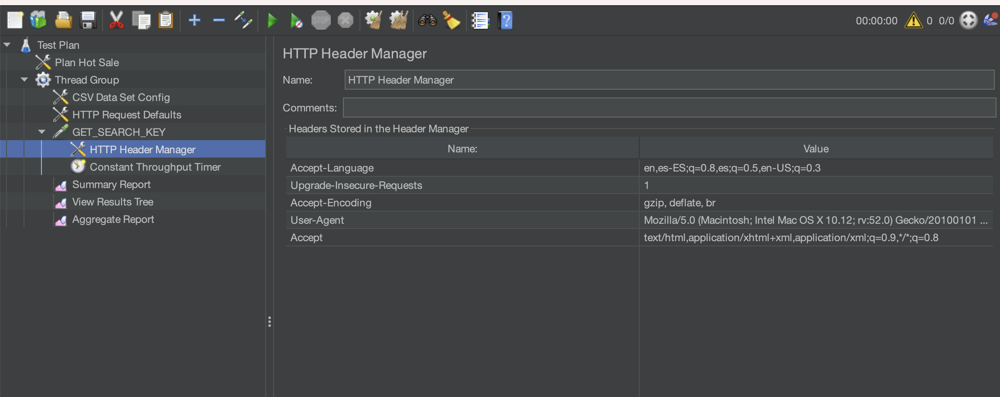 STOP
00:00:00
0
0/0
Test Plan
Plan Hot Sale
Thread Group
CSV Data Set Config
HTTP Request Defaults
GET_SEARCH_KEY
HTTP Header Manager
Constant Throughput Timer
Summary Report
View Results Tree
Aggregate Report
HTTP Header Manager
Name: HTTP Header Manager
Comments:
Headers Stored in the Header Manager
Name: Value
Accept-Language en,es-ES;q=0.8,es;q=0.5,en-US;q=0.3
Upgrade-Insecure-Requests 1
Accept-Encoding gzip, deflate, br
User-Agent Mozilla/5.0 (Macintosh; Intel Mac OS X 10.12; rv:52.0) Gecko/20100101 ...
Accept text/html,application/xhtml+xml,application/xml;q=0.9,*/*;q=0.8